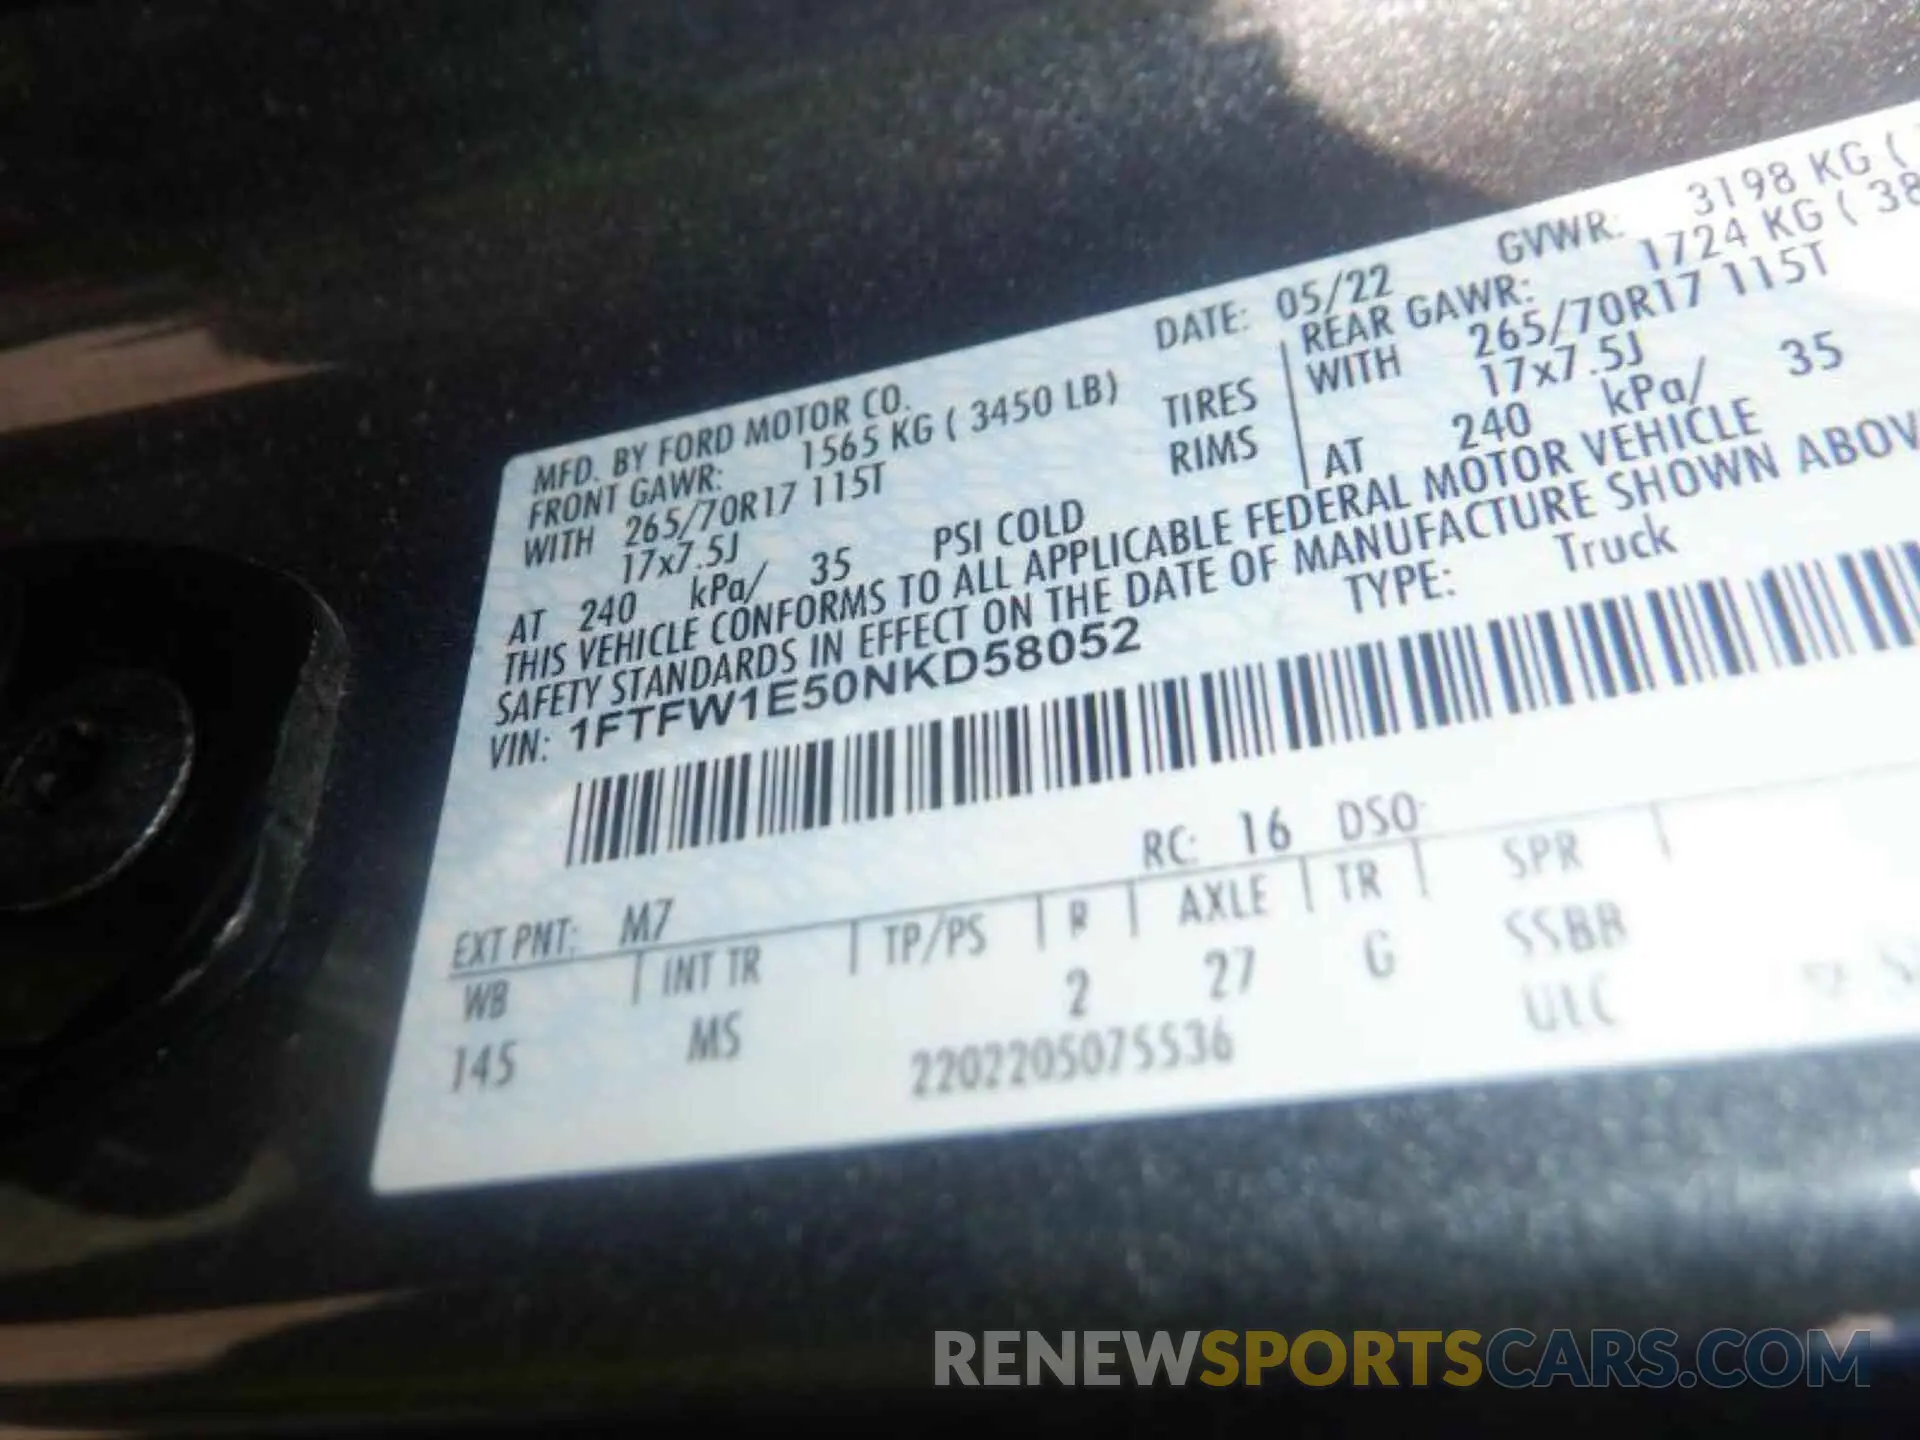 MFD. BY FORD MOTOR CO. DATE: 05/22 GVWR: 3198 KG (
FRONT GAWR: 1565 KG ( 3450 LB) REAR GAWR: 1724 KG ( 38
WITH 265/70R17 115T TIRES WITH 265/70R17 115T
17x7.5J RIMS 17x7.5J
AT 240 kPa/ 35 PSI COLD AT 240 kPa/ 35
THIS VEHICLE CONFORMS TO ALL APPLICABLE FEDERAL MOTOR VEHICLE
SAFETY STANDARDS IN EFFECT ON THE DATE OF MANUFACTURE SHOWN ABOV
VIN: 1FTFW1E50NKD58052 TYPE: Truck
EXT PNT: M7 RC: 16 DSO:
WB INT TR TP/PS R AXLE TR SPR
145 MS 2 27 G SSBR
2202205075536 ULC
RENEWSPORTSCARS.COM